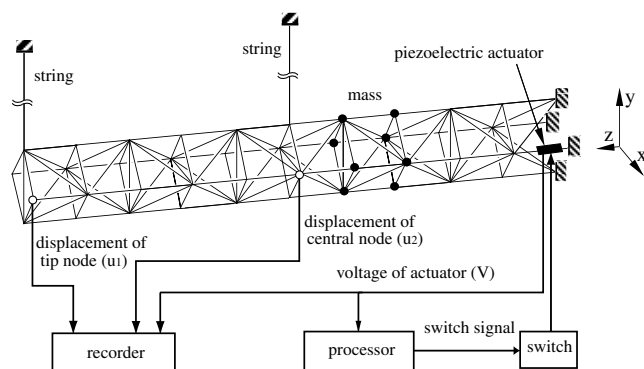 piezoelectric actuator
string
string
mass
y
z
x
displacement of
tip node (u1)
displacement of
central node (u2)
voltage of actuator (V)
switch signal
recorder
processor
switch